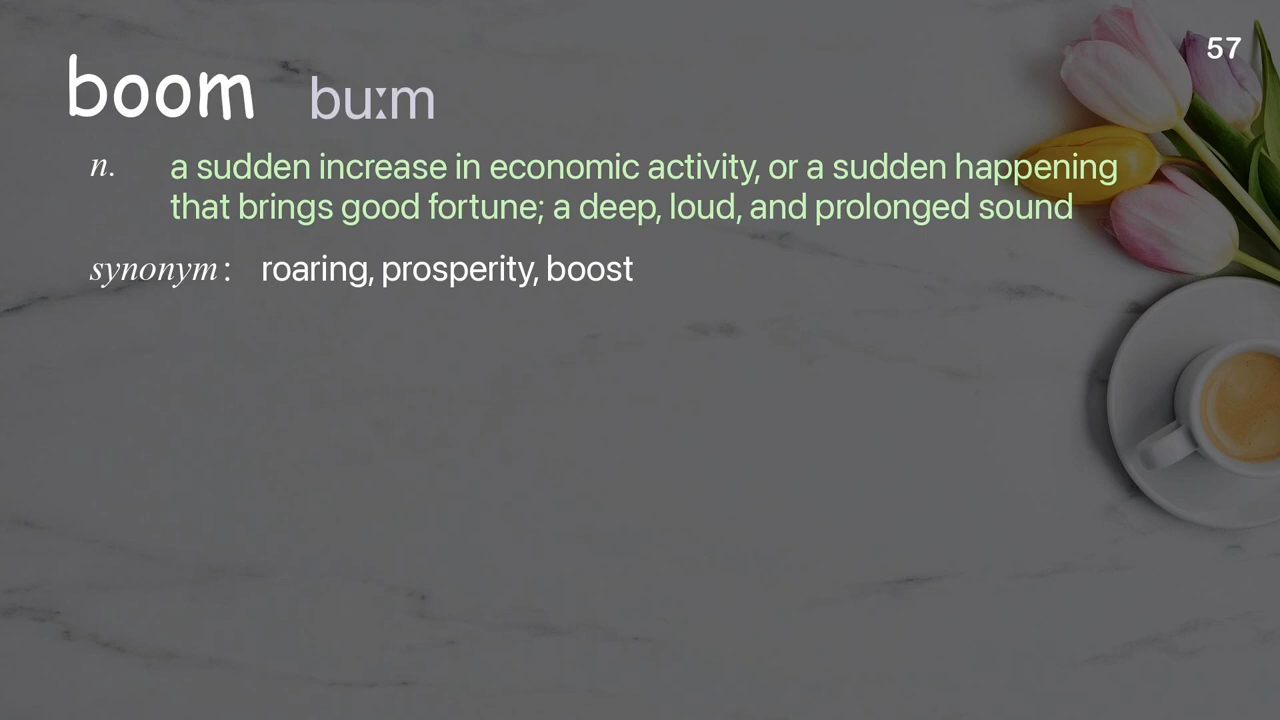 57
boom buːm
n. a sudden increase in economic activity, or a sudden happening
that brings good fortune; a deep, loud, and prolonged sound
synonym: roaring, prosperity, boost